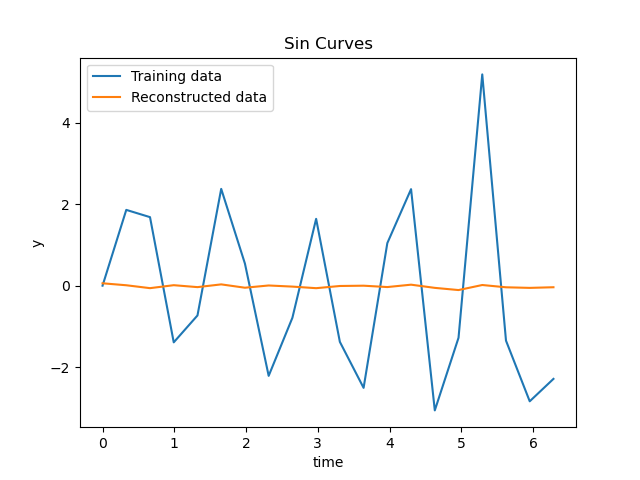 Sin Curves
Training data
Reconstructed data
y
4
2
0
−2
0 1 2 3 4 5 6
time